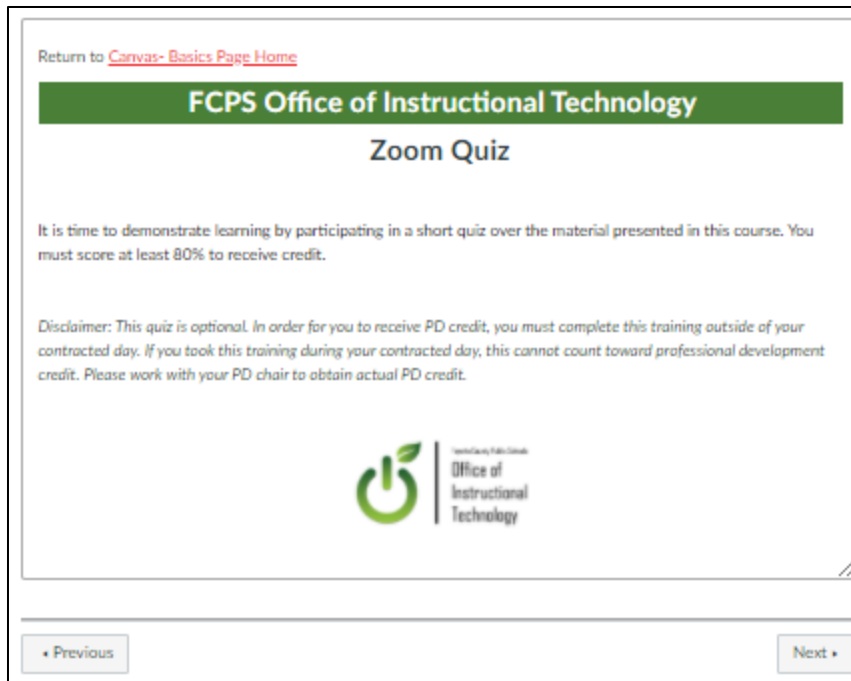 Return to Canvas- Basics Page Home
FCPS Office of Instructional Technology
Zoom Quiz
It is time to demonstrate learning by participating in a short quiz over the material presented in this course. You
must score at least 80% to receive credit.
Disclaimer: This quiz is optional. In order for you to receive PD credit, you must complete this training outside of your
contracted day. If you took this training during your contracted day, this cannot count toward professional development
credit. Please work with your PD chair to obtain actual PD credit.
Public Schools
Office of
Instructional
Technology
◂ Previous
Next ▸